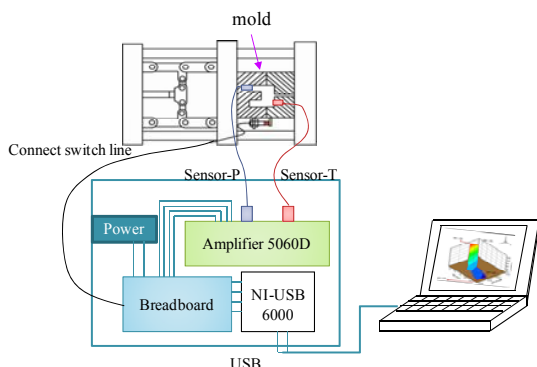 mold
Connect switch line
Sensor-P
Sensor-T
Power
Amplifier 5060D
Breadboard
NI-USB
6000
USB